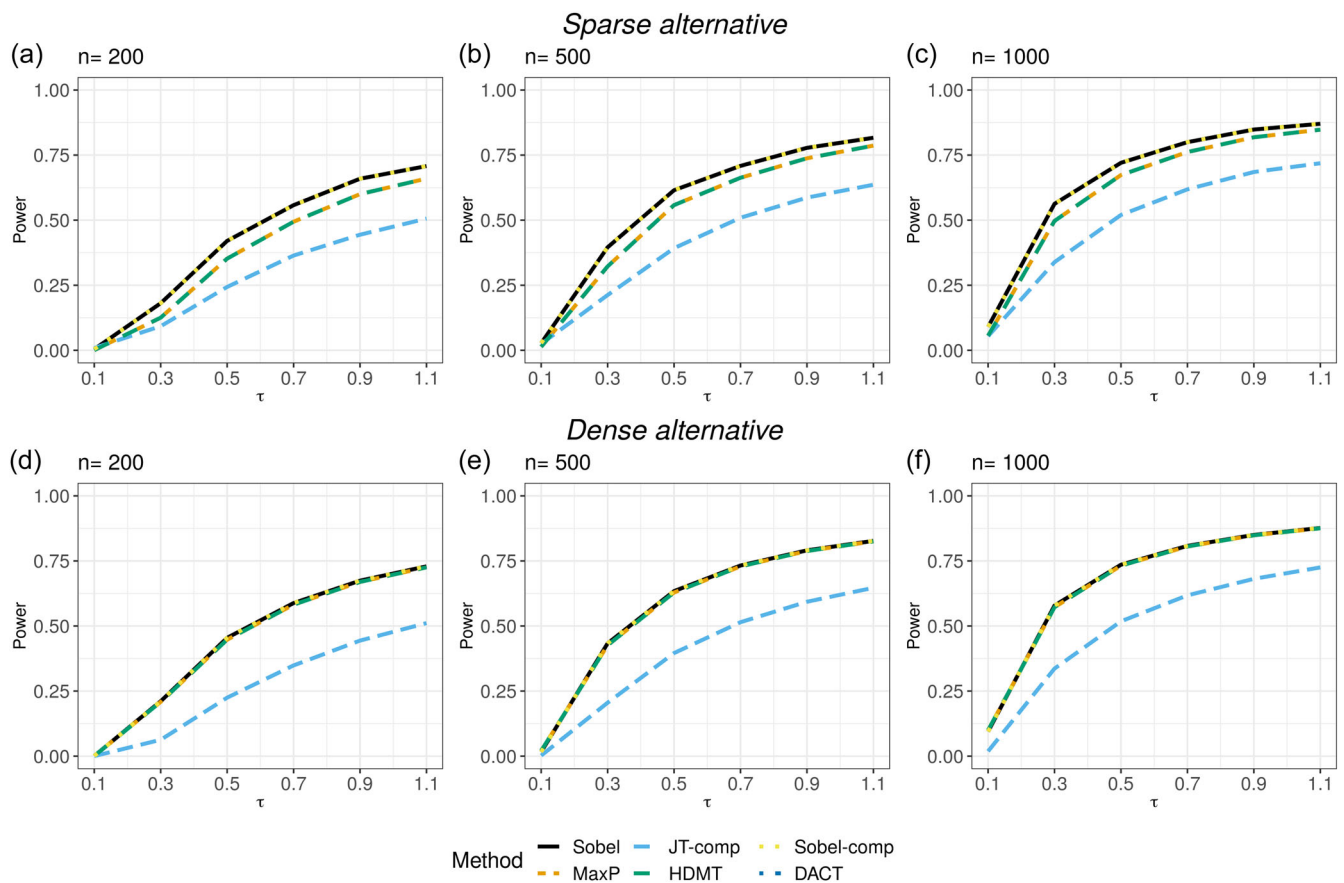 Sparse alternative
(a) n= 200
(b) n= 500
(c) n= 1000
Power
1.00
0.75
0.50
0.25
0.00
0.1 0.3 0.5 0.7 0.9 1.1
τ
Power
1.00
0.75
0.50
0.25
0.00
0.1 0.3 0.5 0.7 0.9 1.1
τ
Power
1.00
0.75
0.50
0.25
0.00
0.1 0.3 0.5 0.7 0.9 1.1
τ
Dense alternative
(d) n= 200
(e) n= 500
(f) n= 1000
Power
1.00
0.75
0.50
0.25
0.00
0.1 0.3 0.5 0.7 0.9 1.1
τ
Power
1.00
0.75
0.50
0.25
0.00
0.1 0.3 0.5 0.7 0.9 1.1
τ
Power
1.00
0.75
0.50
0.25
0.00
0.1 0.3 0.5 0.7 0.9 1.1
τ
Method
Sobel JT-comp Sobel-comp
MaxP HDMT DACT